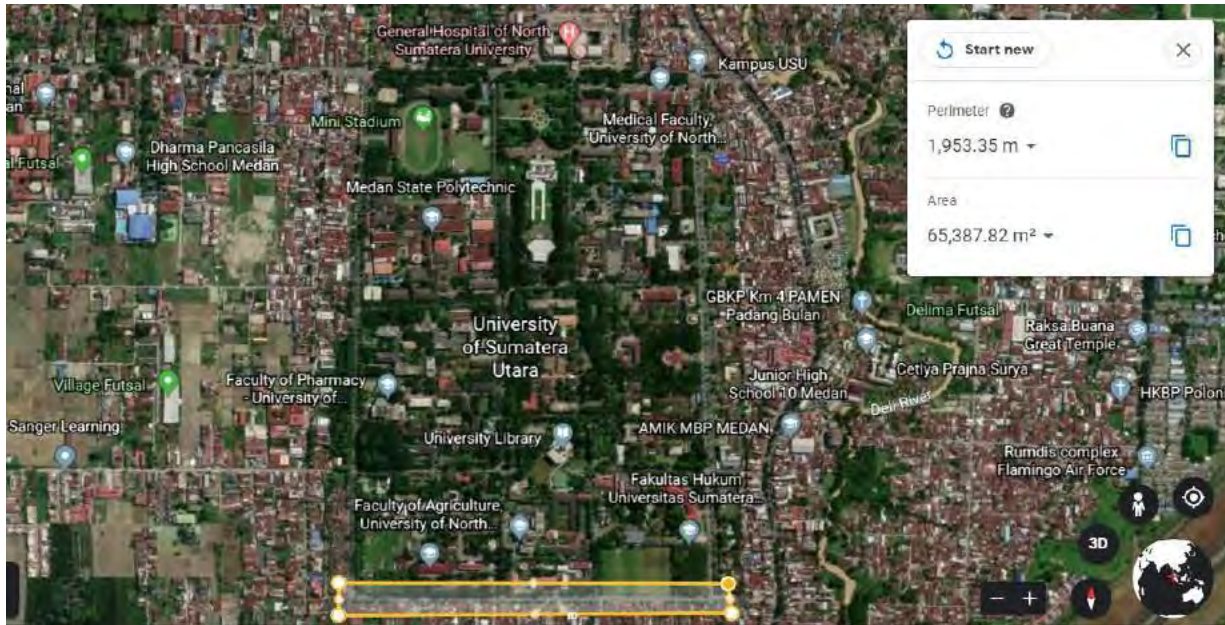 General Hospital of North
Sumatera University
Kampus USU
Start new
Perimeter
1,953.35 m
Area
65,387.82 m²
Mini Stadium
Medical Faculty,
University of North...
Dharma Pancasila
High School Medan
al Futsal
Medan State Polytechnic
GBKP Km 4 PAMEN
Padang Bulan
Delima Futsal
Raksa Buana
Great Temple
University
of Sumatera
Utara
Cetiya Prajna Surya
Junior High
School 10 Medan
Deli River
HKBP Polon
Village Futsal
Faculty of Pharmacy
- University of...
Sanger Learning
University Library
AMIK MBP MEDAN
Rumdis complex
Flamingo Air Force
Fakultas Hukum
Universitas Sumatera...
Faculty of Agriculture,
University of North...
3D